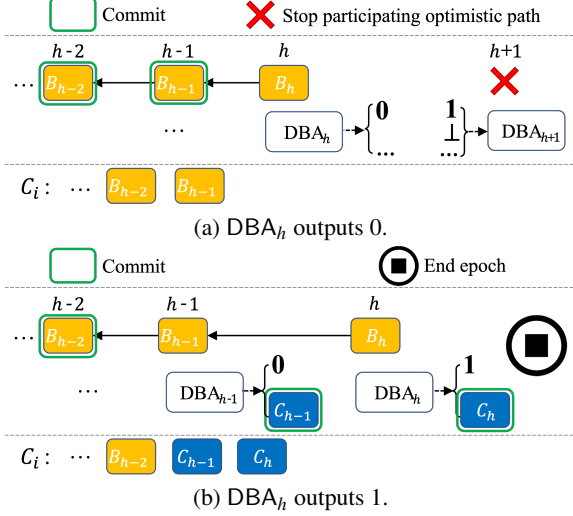 Commit Stop participating optimistic path
h-2 h-1 h h+1
... B_{h-2} B_{h-1} B_h
0 1
... DBA_h ⊥ DBA_{h+1}
... ...
C_i : ... B_{h-2} B_{h-1}
(a) DBA_h outputs 0.
Commit End epoch
h-2 h-1 h
... B_{h-2} B_{h-1} B_h
0 1
... DBA_{h-1} DBA_h
C_{h-1} C_h
C_i : ... B_{h-2} C_{h-1} C_h
(b) DBA_h outputs 1.